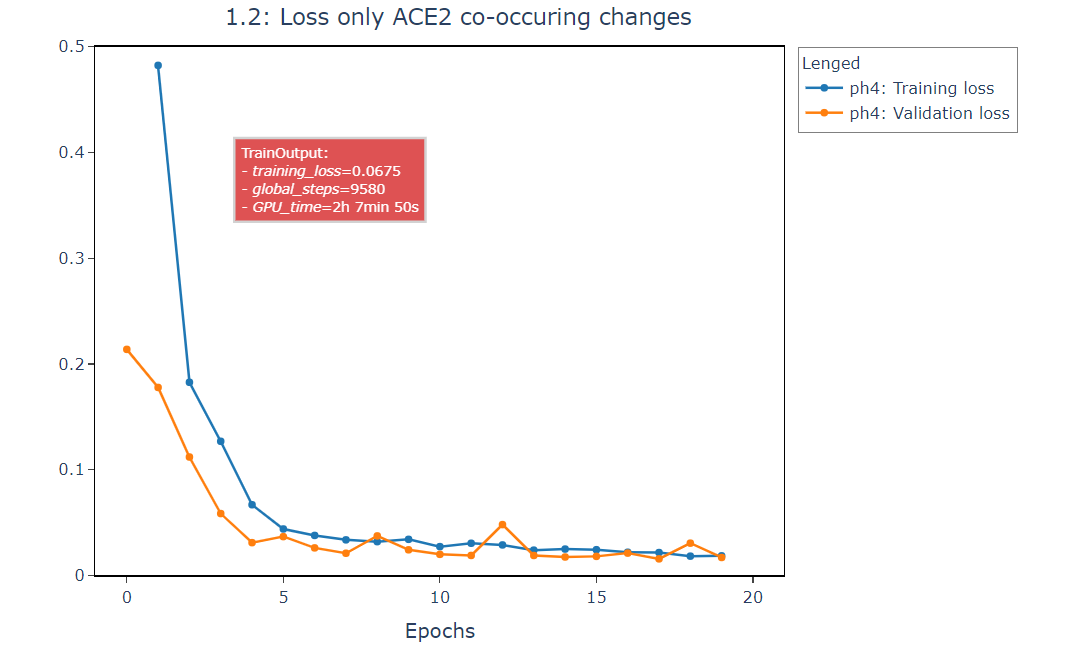 1.2: Loss only ACE2 co-occuring changes
0.5
0.4
0.3
0.2
0.1
0
0
5
10
15
20
Epochs
TrainOutput:
- training_loss=0.0675
- global_steps=9580
- GPU_time=2h 7min 50s
Lenged
ph4: Training loss
ph4: Validation loss